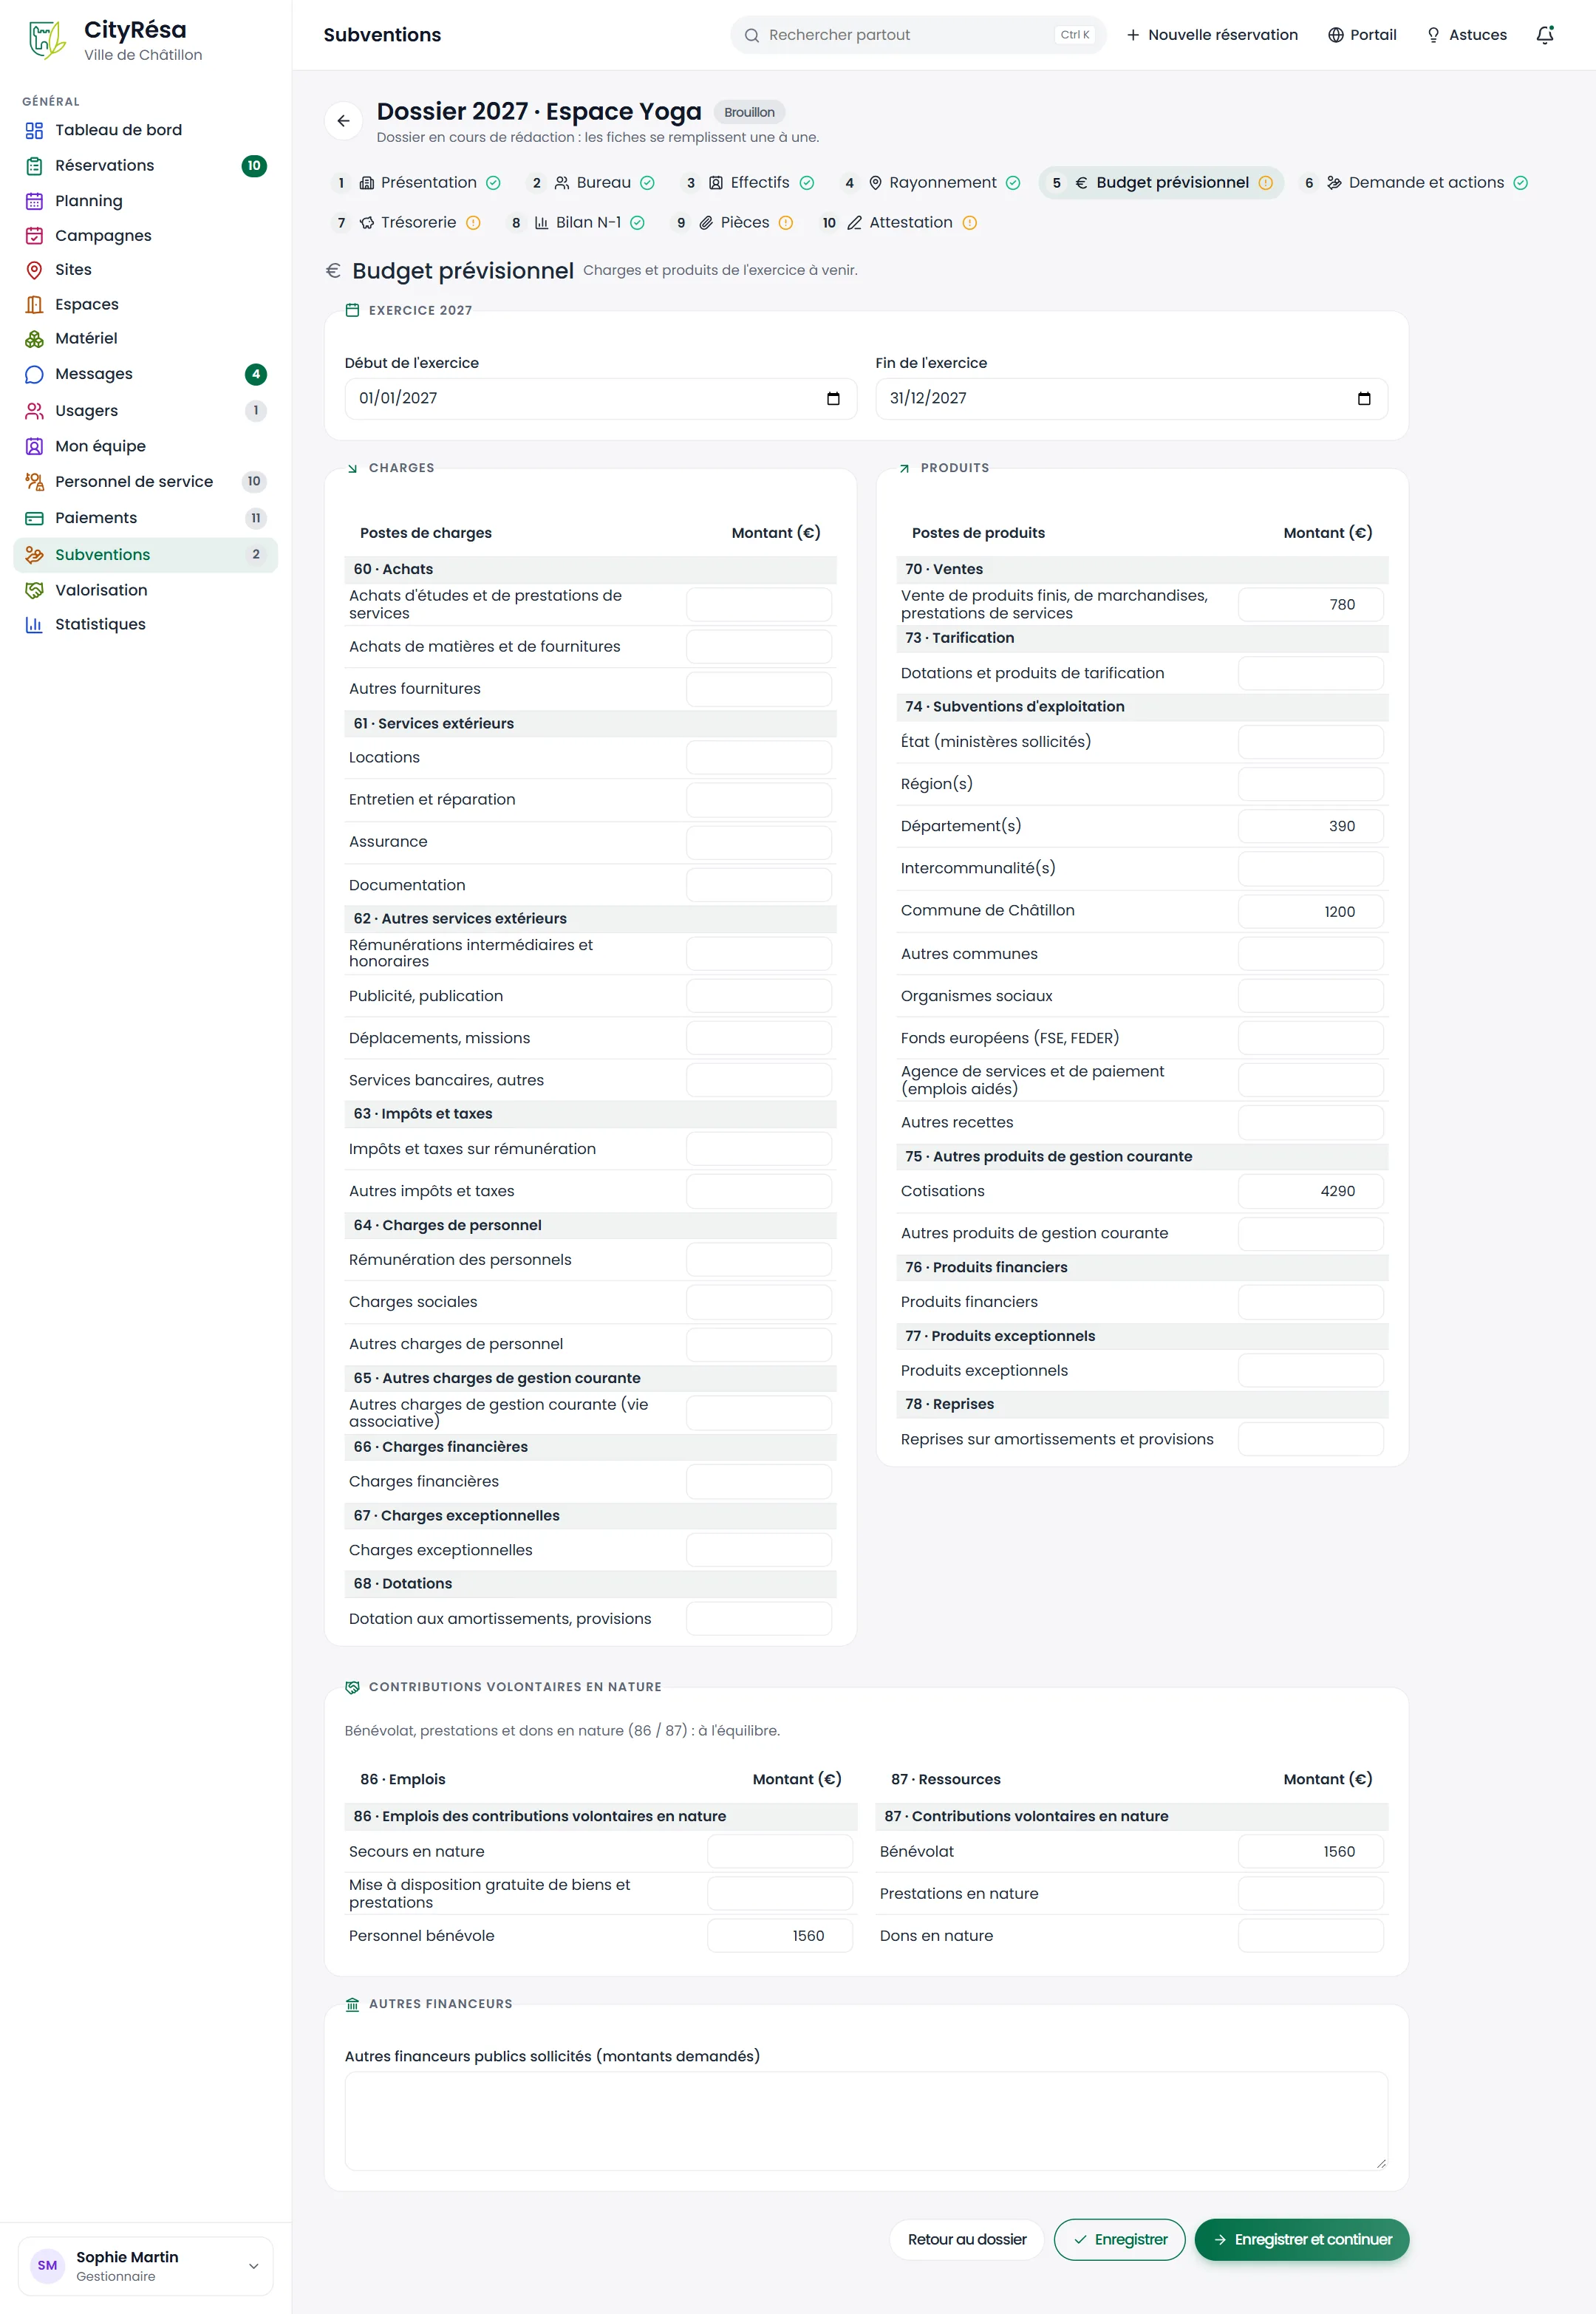 CityRésa
Ville de Châtillon
GÉNÉRAL
Tableau de bord
Réservations 10
Planning
Campagnes
Sites
Espaces
Matériel
Messages 4
Usagers 1
Mon équipe
Personnel de service 10
Paiements 11
Subventions 2
Valorisation
Statistiques
SM
Sophie Martin
Gestionnaire
Subventions
Rechercher partout Ctrl K
Nouvelle réservation
Portail
Astuces
Dossier 2027 · Espace Yoga Brouillon
Dossier en cours de rédaction : les fiches se remplissent une à une.
1 Présentation
2 Bureau
3 Effectifs
4 Rayonnement
5 € Budget prévisionnel
6 Demande et actions
7 Trésorerie
8 Bilan N-1
9 Pièces
10 Attestation
€ Budget prévisionnel Charges et produits de l'exercice à venir.
EXERCICE 2027
Début de l'exercice
01/01/2027
Fin de l'exercice
31/12/2027
CHARGES
Postes de charges Montant (€)
60 · Achats
Achats d'études et de prestations de
services
Achats de matières et de fournitures
Autres fournitures
61 · Services extérieurs
Locations
Entretien et réparation
Assurance
Documentation
62 · Autres services extérieurs
Rémunérations intermédiaires et
honoraires
Publicité, publication
Déplacements, missions
Services bancaires, autres
63 · Impôts et taxes
Impôts et taxes sur rémunération
Autres impôts et taxes
64 · Charges de personnel
Rémunération des personnels
Charges sociales
Autres charges de personnel
65 · Autres charges de gestion courante
Autres charges de gestion courante (vie
associative)
66 · Charges financières
Charges financières
67 · Charges exceptionnelles
Charges exceptionnelles
68 · Dotations
Dotation aux amortissements, provisions
PRODUITS
Postes de produits Montant (€)
70 · Ventes
Vente de produits finis, de marchandises,
prestations de services 780
73 · Tarification
Dotations et produits de tarification
74 · Subventions d'exploitation
État (ministères sollicités)
Région(s)
Département(s) 390
Intercommunalité(s)
Commune de Châtillon 1200
Autres communes
Organismes sociaux
Fonds européens (FSE, FEDER)
Agence de services et de paiement
(emplois aidés)
Autres recettes
75 · Autres produits de gestion courante
Cotisations 4290
Autres produits de gestion courante
76 · Produits financiers
Produits financiers
77 · Produits exceptionnels
Produits exceptionnels
78 · Reprises
Reprises sur amortissements et provisions
CONTRIBUTIONS VOLONTAIRES EN NATURE
Bénévolat, prestations et dons en nature (86 / 87) : à l'équilibre.
86 · Emplois Montant (€)
86 · Emplois des contributions volontaires en nature
Secours en nature
Mise à disposition gratuite de biens et
prestations
Personnel bénévole 1560
87 · Ressources Montant (€)
87 · Contributions volontaires en nature
Bénévolat 1560
Prestations en nature
Dons en nature
AUTRES FINANCEURS
Autres financeurs publics sollicités (montants demandés)
Retour au dossier
Enregistrer
Enregistrer et continuer